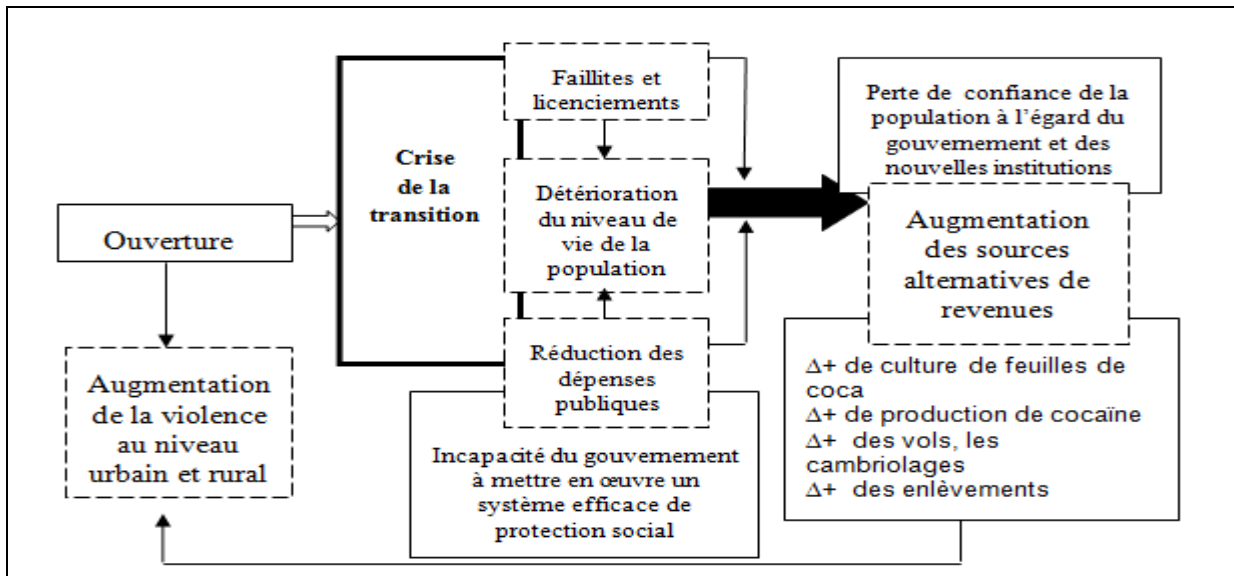 Ouverture
Augmentation
de la violence
au niveau
urbain et rural
Crise
de la
transition
Faillites et
licenciements
Détérioration
du niveau de
vie de la
population
Réduction des
dépenses
publiques
Incapacité du gouvernement
à mettre en œuvre un
système efficace de
protection social
Perte de confiance de la
population à l’égard du
gouvernement et des
nouvelles institutions
Augmentation
des sources
alternatives de
revenues
Δ+ de culture de feuilles de
coca
Δ+ de production de cocaïne
Δ+ des vols, les
cambriolages
Δ+ des enlèvements